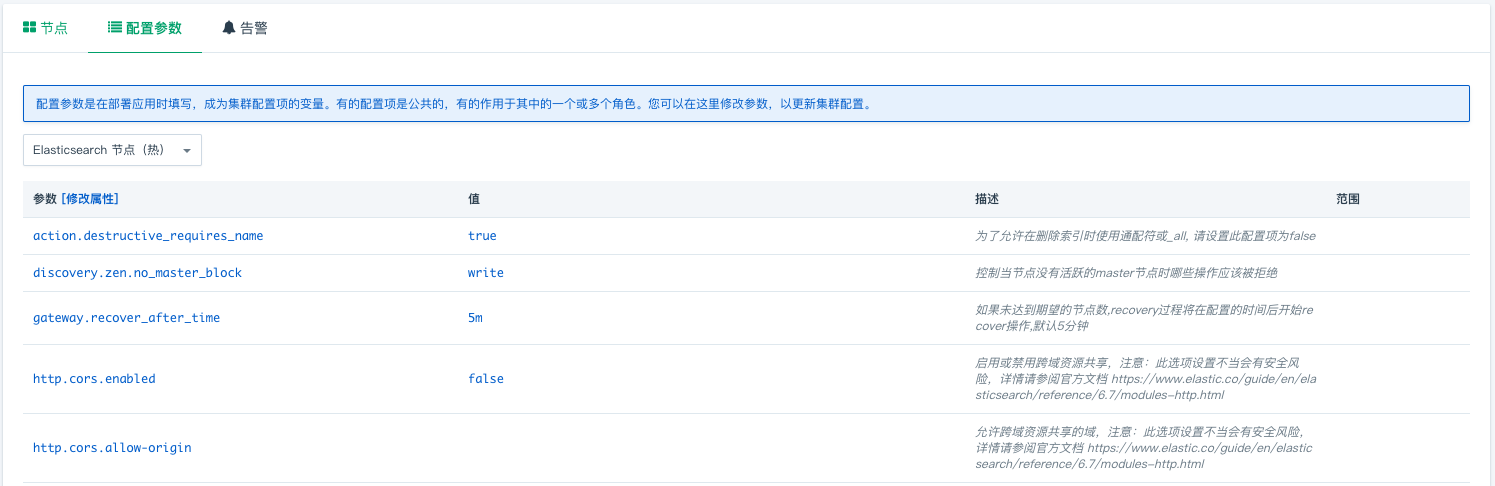 节点 配置参数 告警
配置参数是在部署应用时填写，成为集群配置项的变量。有的配置项是公共的，有的作用于其中的一个或多个角色。您可以在这里修改参数，以更新集群配置。
Elasticsearch 节点（热）
参数 [修改属性] 值 描述 范围
action.destructive_requires_name true 为了允许在删除索引时使用通配符或_all, 请设置此配置项为false
discovery.zen.no_master_block write 控制当节点没有活跃的master节点时哪些操作应该被拒绝
gateway.recover_after_time 5m 如果未达到期望的节点数,recovery过程将在配置的时间后开始re
cover操作,默认5分钟
http.cors.enabled false 启用或禁用跨域资源共享，注意：此选项设置不当会有安全风
险，详情请参阅官方文档 https://www.elastic.co/guide/en/ela
sticsearch/reference/6.7/modules-http.html
http.cors.allow-origin 允许跨域资源共享的域，注意：此选项设置不当会有安全风险，
详情请参阅官方文档 https://www.elastic.co/guide/en/elastic
search/reference/6.7/modules-http.html